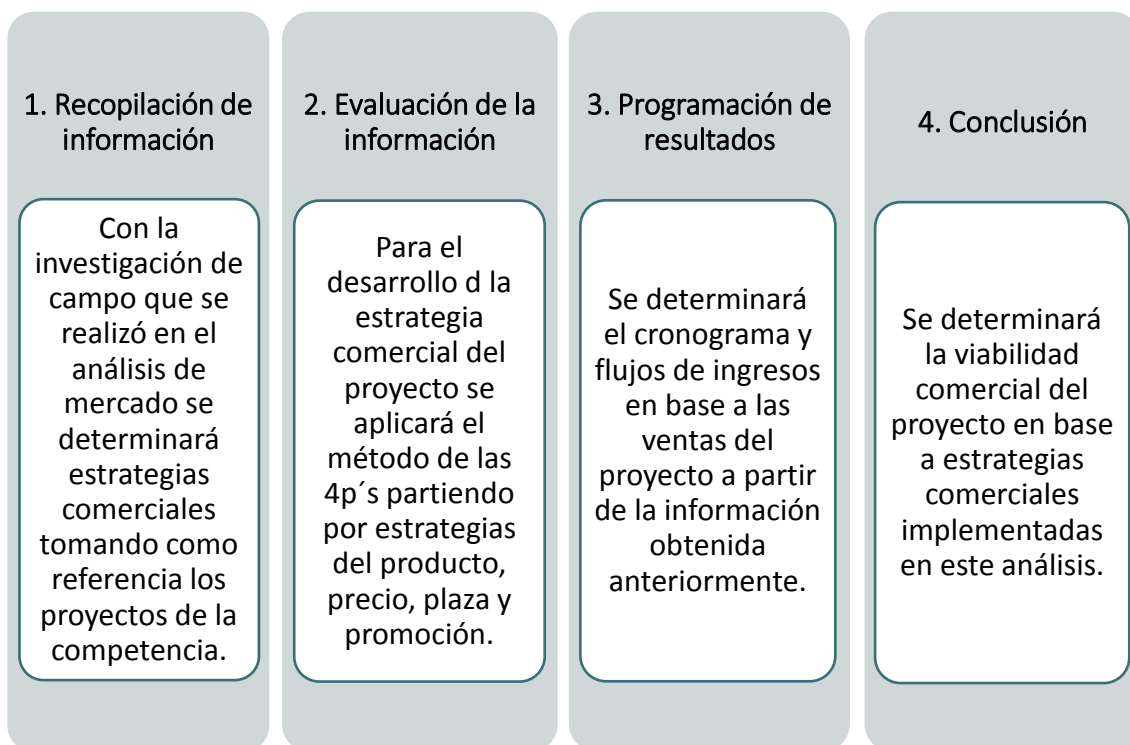 1. Recopilación de
información
Con la
investigación de
campo que se
realizó en el
análisis de
mercado se
determinará
estrategias
comerciales
tomando como
referencia los
proyectos de la
competencia.
2. Evaluación de la
información
Para el
desarrollo d la
estrategia
comercial del
proyecto se
aplicará el
método de las
4p´s partiendo
por estrategias
del producto,
precio, plaza y
promoción.
3. Programación de
resultados
Se determinará
el cronograma y
flujos de ingresos
en base a las
ventas del
proyecto a partir
de la información
obtenida
anteriormente.
4. Conclusión
Se determinará
la viabilidad
comercial del
proyecto en base
a estrategias
comerciales
implementadas
en este análisis.